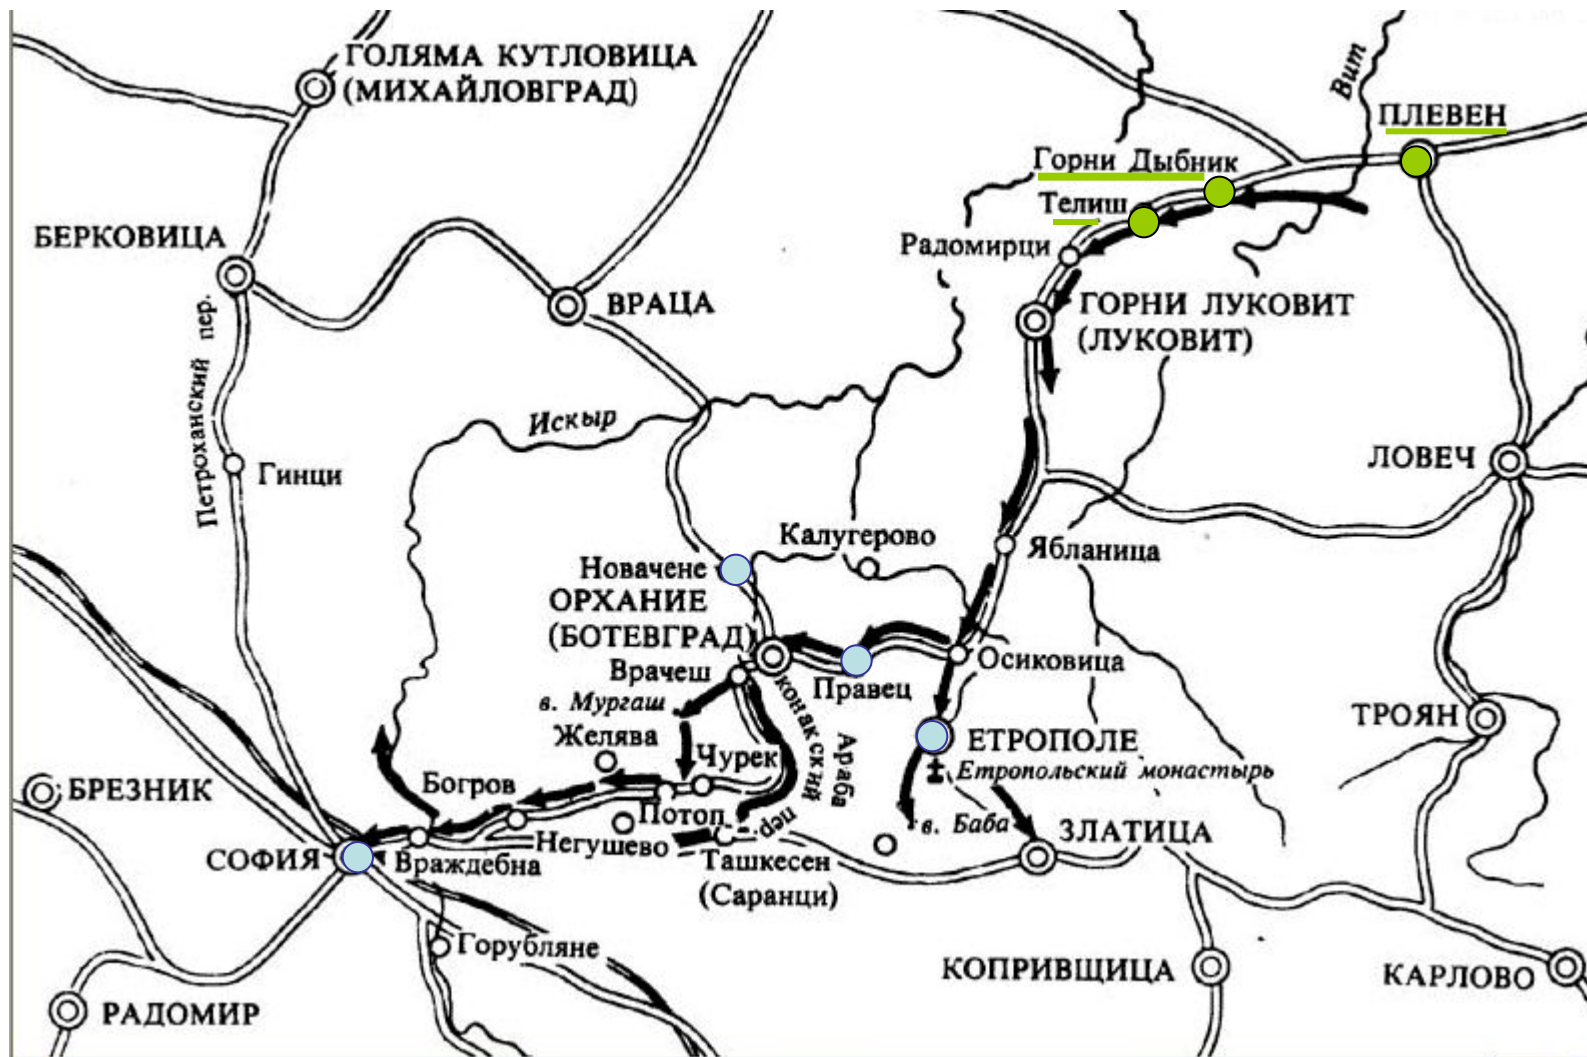 ГОЛЯМА КУТЛОВИЦА
(МИХАЙЛОВГРАД)
Вит
ПЛЕВЕН
Горни Дыбник
Телиш
БЕРКОВИЦА
Радомирци
ВРАЦА
ГОРНИ ЛУКОВИТ
(ЛУКОВИТ)
Петроханский пер.
Искыр
Гинци
ЛОВЕЧ
Калугерово
Ябланица
Новачене
ОРХАНИЕ
(БОТЕВГРАД)
Врачеш
Осиковица
Правец
в. Мургаш
Араба
конакский
пер.
ТРОЯН
Желява
ЕТРОПОЛЕ
Чурек
Етропольский монастырь
Богров
БРЕЗНИК
Потоп
в. Баба
ЗЛАТИЦА
Негушево
СОФИЯ
Враждебна
Ташкесен
(Саранци)
Горубляне
КОПРИВЩИЦА
КАРЛОВО
РАДОМИР